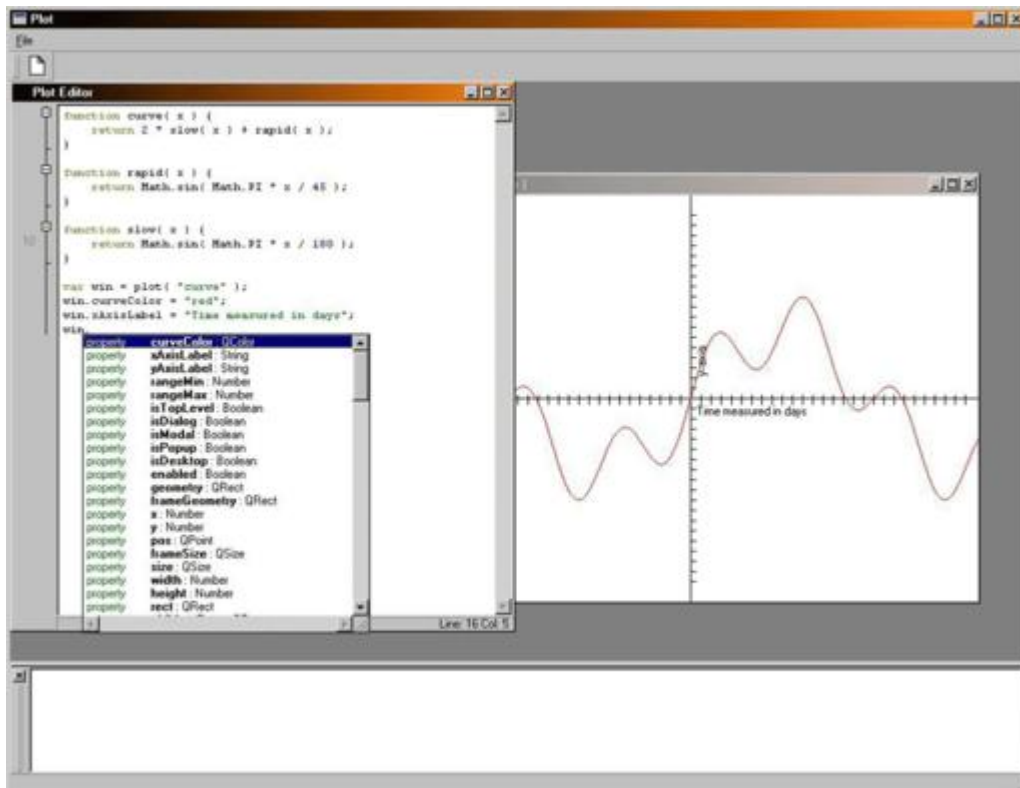 Plot
File
Plot Editor
function curve( x ) {
return 2 * slow( x ) + rapid( x );
}
function rapid( x ) {
return Math.sin( Math.PI * x / 45 );
}
function slow( x ) {
return Math.sin( Math.PI * x / 180 );
}
var win = plot( "curve" );
win.curveColor = "red";
win.xAxisLabel = "Time measured in days";
win.
property curveColor : QColor
property xAxisLabel : String
property yAxisLabel : String
property rangeMin : Number
property rangeMax : Number
property isTopLevel : Boolean
property isDialog : Boolean
property isModal : Boolean
property isPopup : Boolean
property isDesktop : Boolean
property enabled : Boolean
property geometry : QRect
property frameGeometry : QRect
property x : Number
property y : Number
property pos : QPoint
property frameSize : QSize
property size : QSize
property width : Number
property height : Number
property rect : QRect
Line: 16 Col: 5
y-axis
Time measured in days